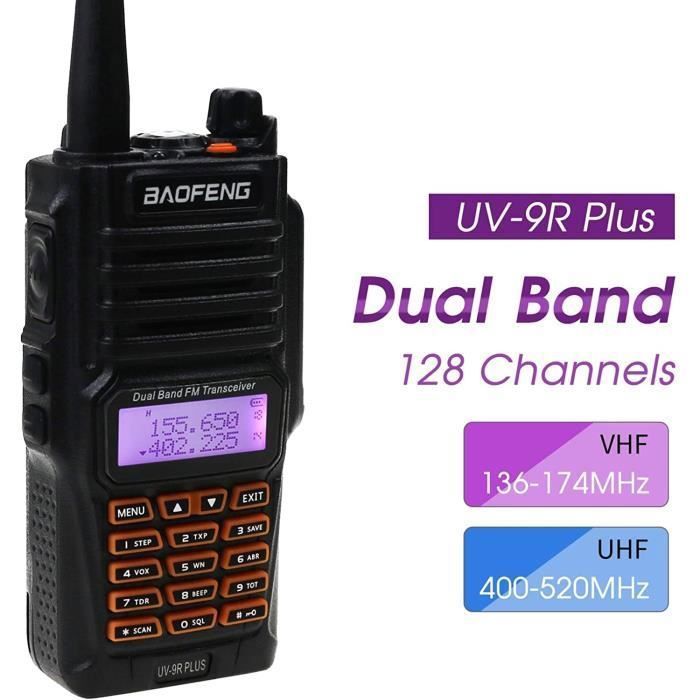 BAOFENG
Dual Band FM Transceiver
H
155.650
402.225
MENU ▲ ▼ EXIT
1 STEP 2 TXP 3 SAVE
4 VOX 5 WN 6 ABR
7 TDR 8 BEEP 9 TOT
* SCAN 0 SQL #
UV-9R PLUS
UV-9R Plus
Dual Band
128 Channels
VHF
136-174MHz
UHF
400-520MHz